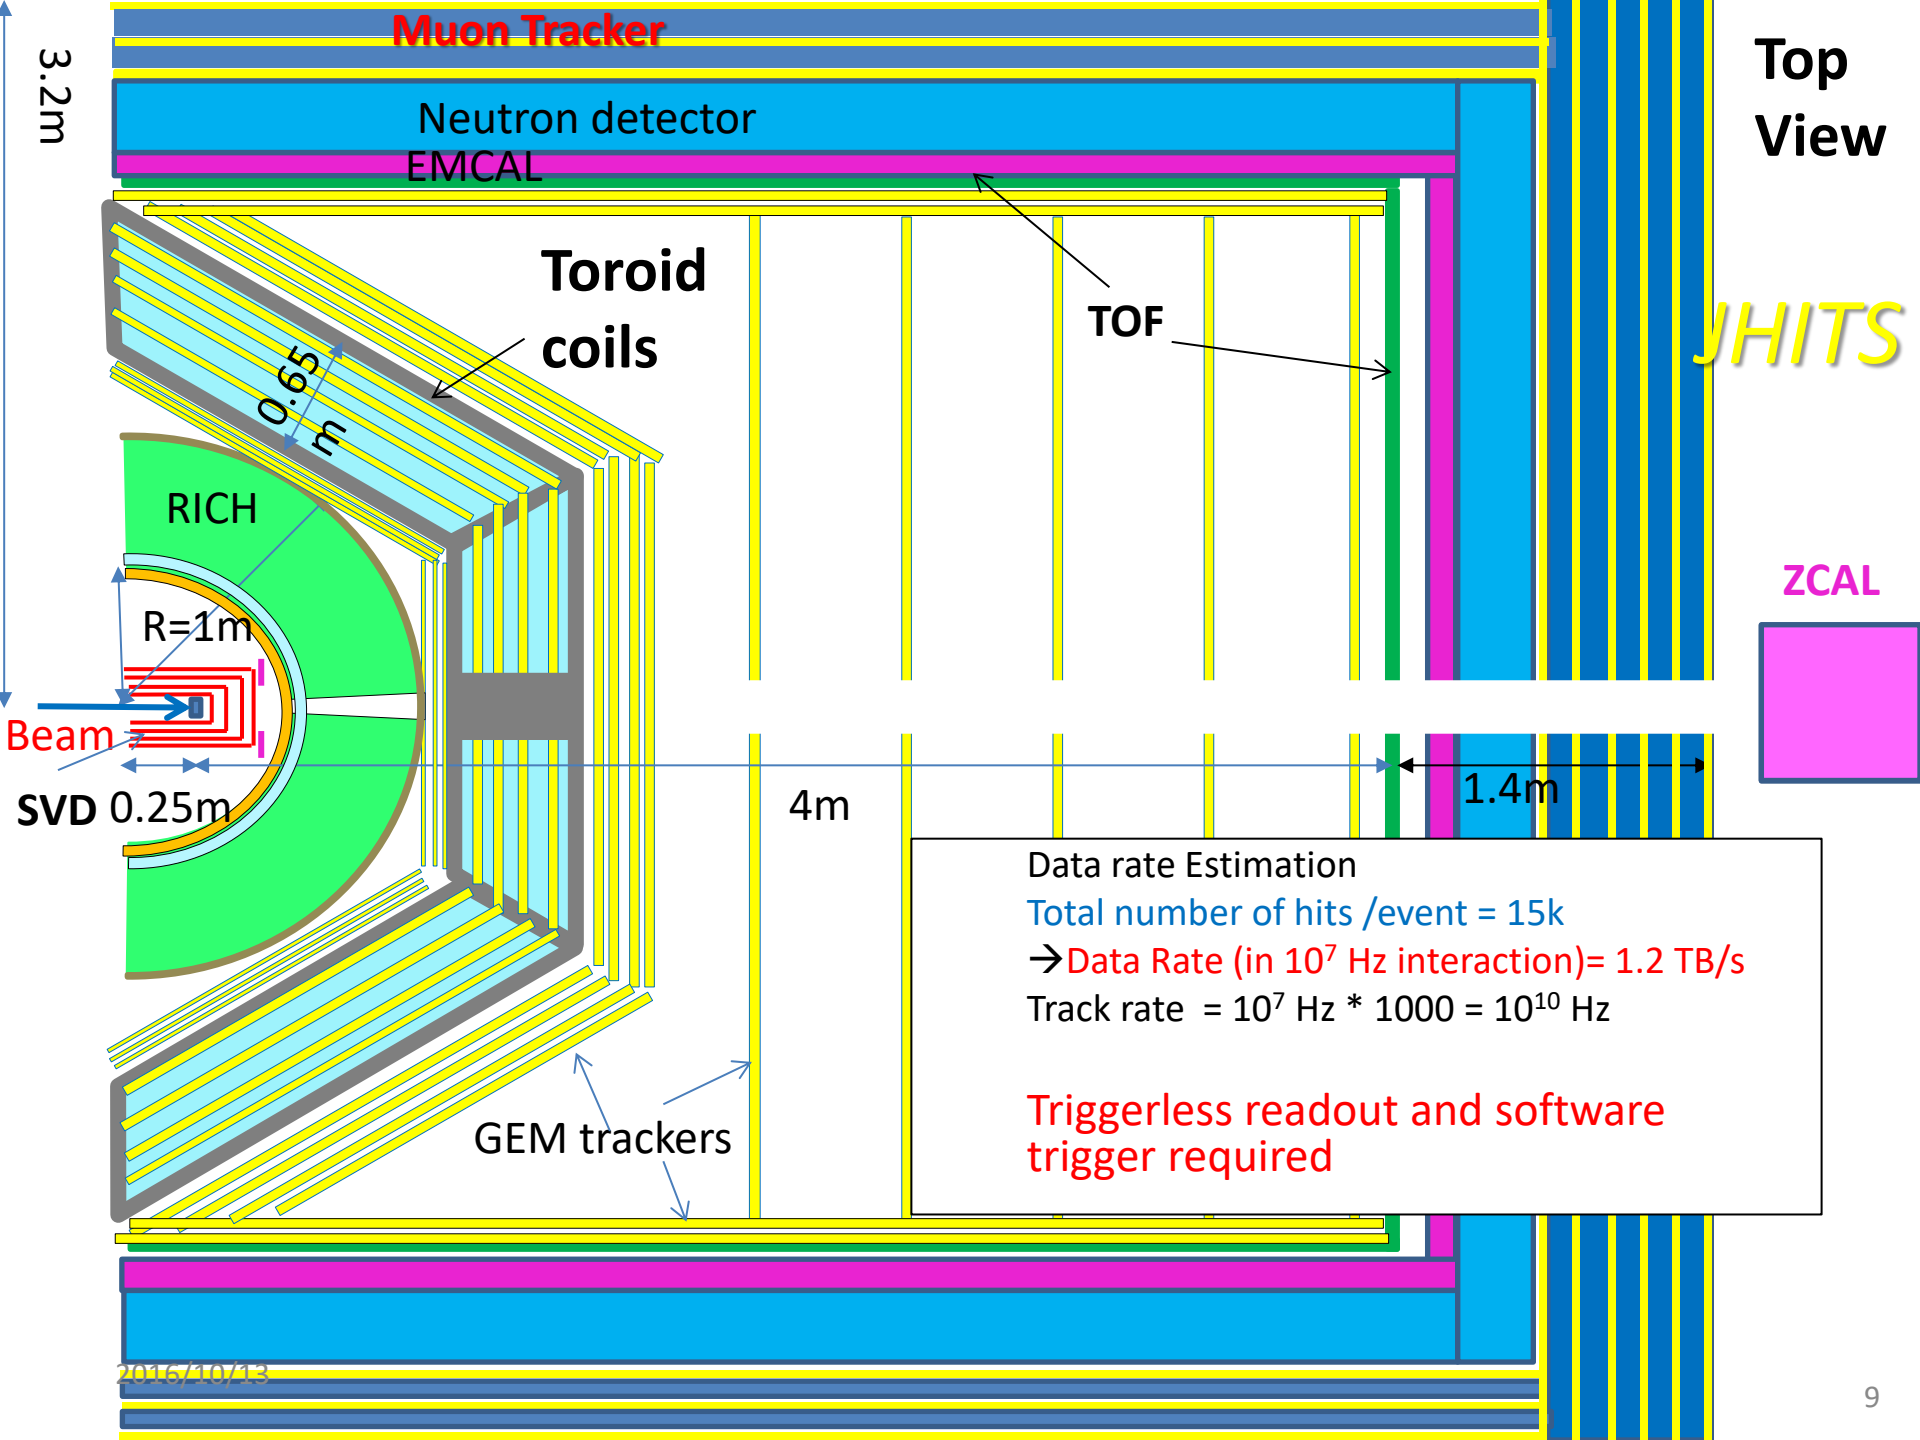 Muon Tracker
3.2m
Top
View
Neutron detector
EMCAL
Toroid
coils
TOF
JHITS
0.65
m
RICH
R=1m
ZCAL
Beam
SVD
0.25m
4m
1.4m
Data rate Estimation
Total number of hits /event = 15k
→Data Rate (in 10⁷ Hz interaction)= 1.2 TB/s
Track rate = 10⁷ Hz * 1000 = 10¹⁰ Hz
Triggerless readout and software
trigger required
GEM trackers
2016/10/13
9